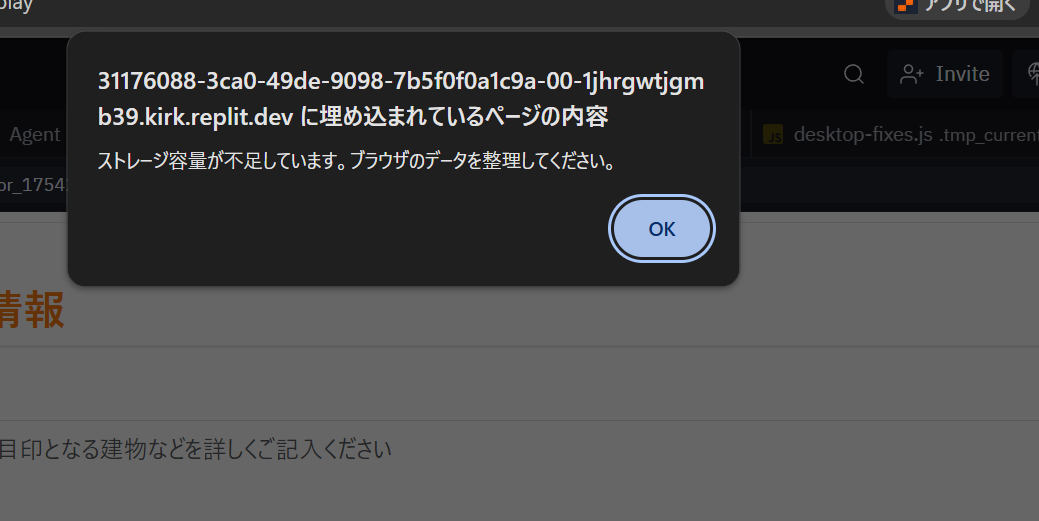 play
アプリで開く
31176088-3ca0-49de-9098-7b5f0f0a1c9a-00-1jhrgwtjgm
b39.kirk.replit.dev に埋め込まれているページの内容
ストレージ容量が不足しています。ブラウザのデータを整理してください。
OK
Invite
Agent
JS desktop-fixes.js .tmp_current
or_1754
情報
目印となる建物などを詳しくご記入ください